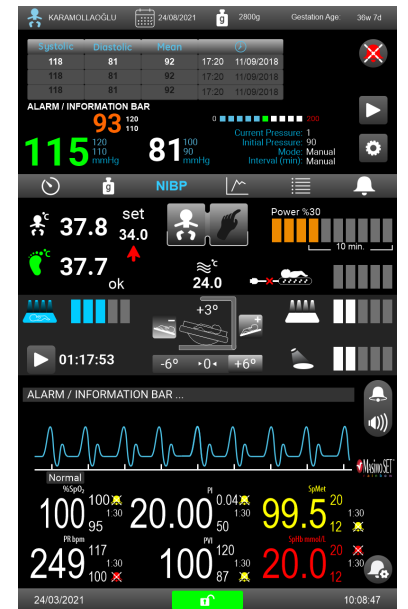 KARAMOLLAOĞLU 24/08/2021 g 2800g Gestation Age: 36w 7d
Systolic Diastolic Mean
118 81 92 17:20 11/09/2018
118 81 92 17:20 11/09/2018
118 81 92 17:20 11/09/2018
ALARM / INFORMATION BAR
93 120 110
0 200
115 120 110 mmHg
81 100 90 mmHg
Current Pressure: 1
Initial Pressure: 90
Mode: Manual
Interval (min): Manual
g NIBP
°c 37.8 set 34.0
Power %30
10 min.
°c 37.7 ok
°c 24.0
+3°
01:17:53
-6° 0 +6°
ALARM / INFORMATION BAR ...
Masimo SET
Normal
%SpO₂ 100 100 95 1:30
PI 20.00 0.04 50 1:30
SpMet 99.5 20 12 1:30
PR bpm 249 117 100 1:30
PVI 100 120 87 1:30
SpHb mmol/L 20.0 20 12 1:30
24/03/2021 10:08:47